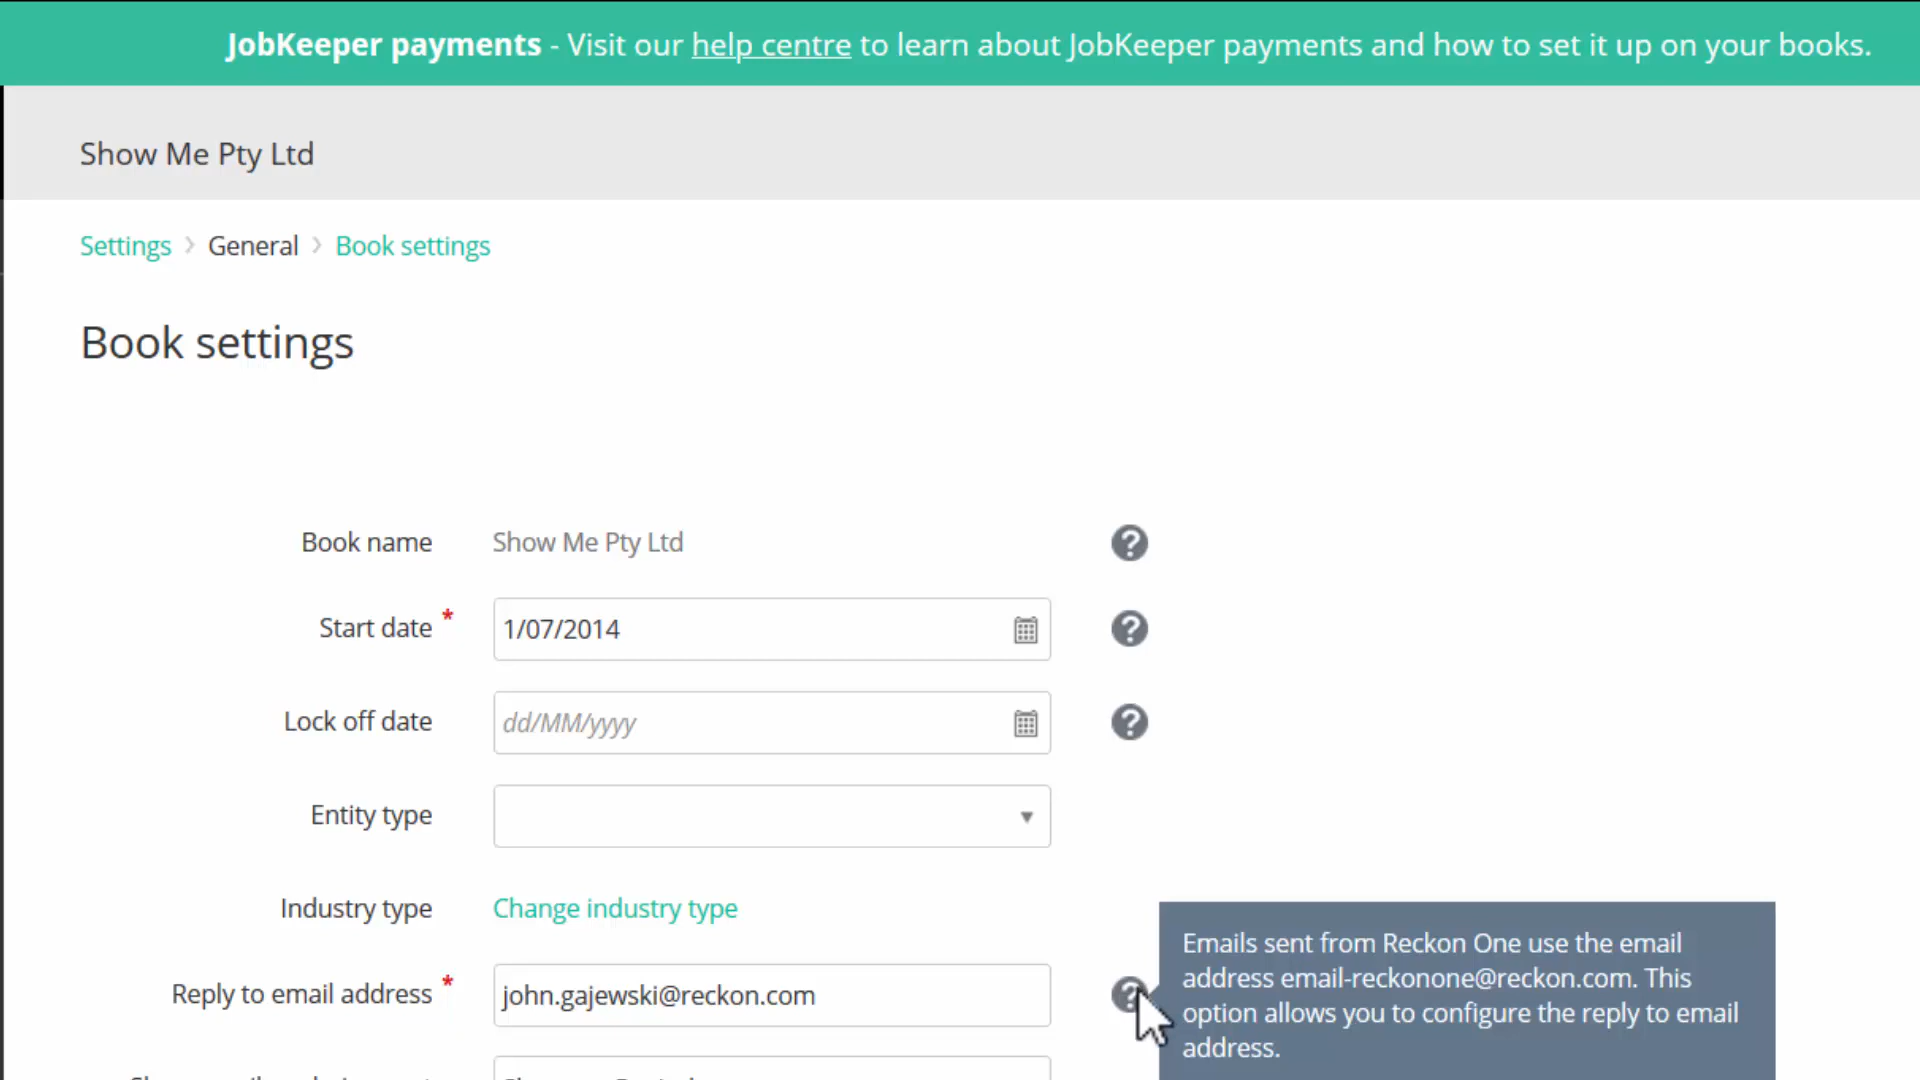 JobKeeper payments - Visit our help centre to learn about JobKeeper payments and how to set it up on your books.
Show Me Pty Ltd
Settings > General > Book settings
Book settings
Book name Show Me Pty Ltd
Start date * 1/07/2014
Lock off date dd/MM/yyyy
Entity type
Industry type Change industry type
Reply to email address * john.gajewski@reckon.com
Emails sent from Reckon One use the email
address email-reckonone@reckon.com. This
option allows you to configure the reply to email
address.